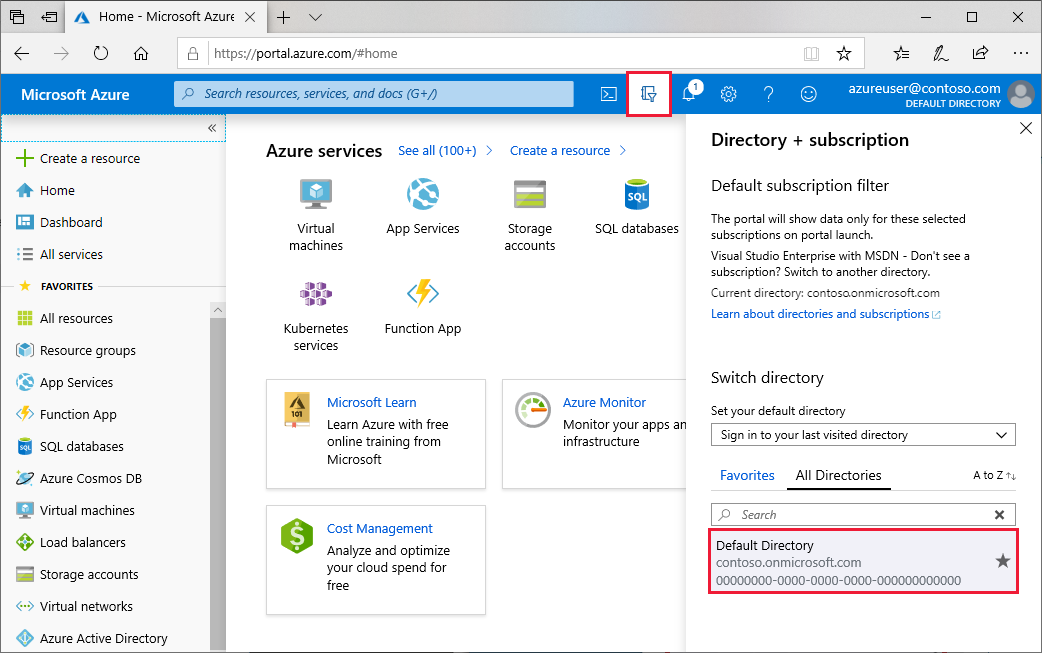 Home - Microsoft Azure
https://portal.azure.com/#home
Microsoft Azure
Search resources, services, and docs (G+/)
1
azureuser@contoso.com
DEFAULT DIRECTORY
«
Create a resource
Home
Dashboard
All services
FAVORITES
All resources
Resource groups
App Services
Function App
SQL databases
Azure Cosmos DB
Virtual machines
Load balancers
Storage accounts
Virtual networks
Azure Active Directory
Azure services
See all (100+)
Create a resource
Virtual
machines
App Services
Storage
accounts
SQL
SQL databases
Kubernetes
services
Function App
101
Microsoft Learn
Learn Azure with free
online training from
Microsoft
Azure Monitor
Monitor your apps an
infrastructure
Cost Management
Analyze and optimize
your cloud spend for
free
Directory + subscription
Default subscription filter
The portal will show data only for these selected
subscriptions on portal launch.
Visual Studio Enterprise with MSDN - Don't see a
subscription? Switch to another directory.
Current directory: contoso.onmicrosoft.com
Learn about directories and subscriptions
Switch directory
Set your default directory
Sign in to your last visited directory
Favorites
All Directories
A to Z
Search
Default Directory
contoso.onmicrosoft.com
00000000-0000-0000-0000-000000000000